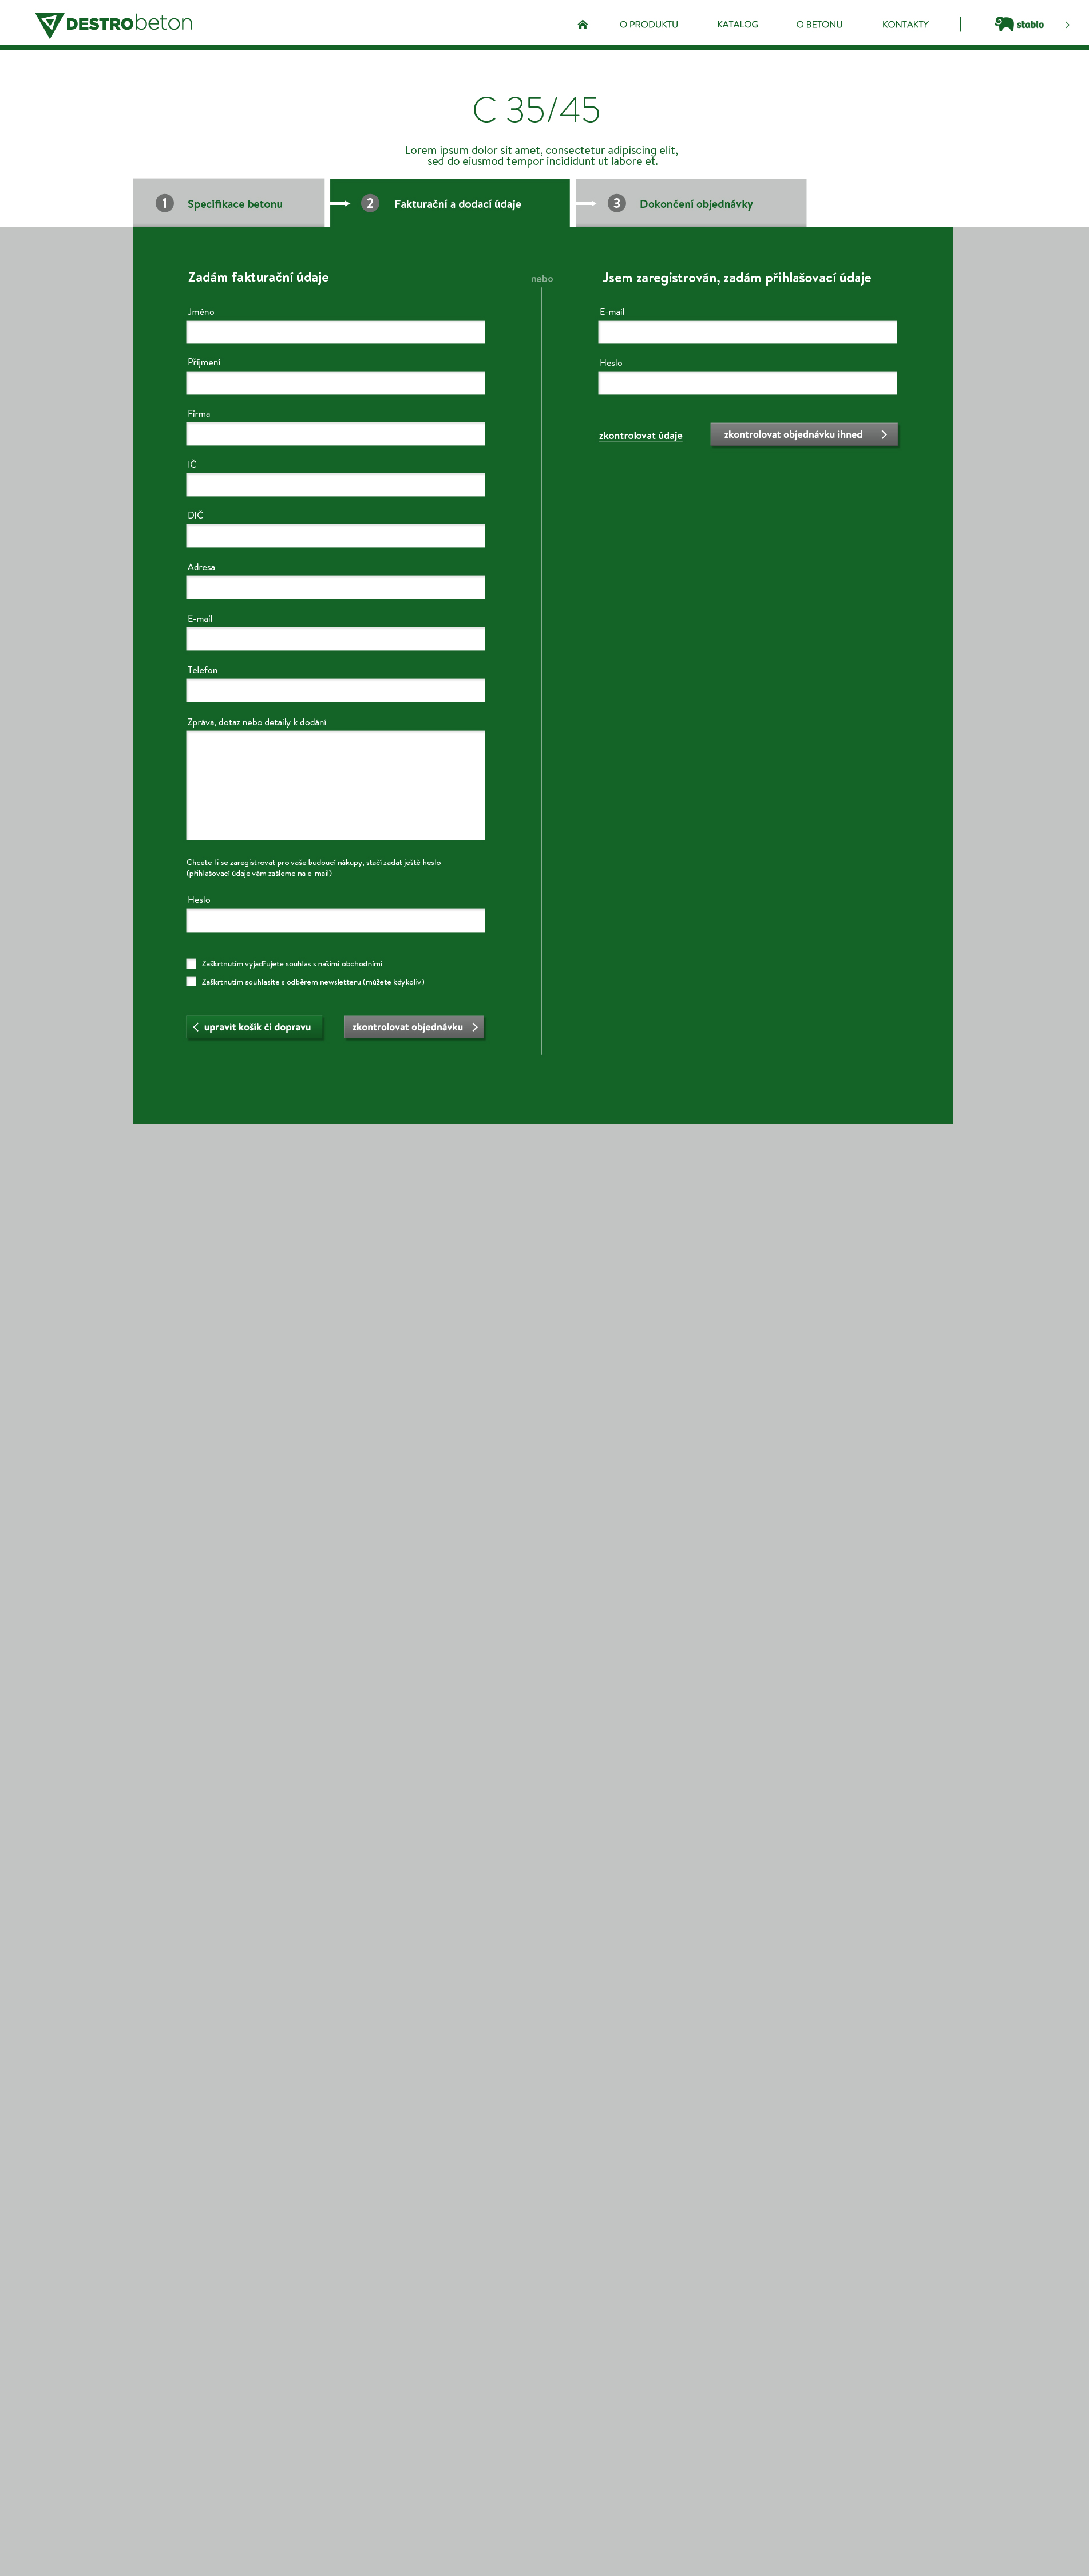 DESTRObeton
O PRODUKTU
KATALOG
O BETONU
KONTAKTY
stablo
C 35/45
Lorem ipsum dolor sit amet, consectetur adipiscing elit,
sed do eiusmod tempor incididunt ut labore et.
1 Specifikace betonu
2 Fakturační a dodací údaje
3 Dokončení objednávky
Zadám fakturační údaje
Jméno
Příjmení
Firma
IČ
DIČ
Adresa
E-mail
Telefon
Zpráva, dotaz nebo detaily k dodání
Chcete-li se zaregistrovat pro vaše budoucí nákupy, stačí zadat ještě heslo
(přihlašovací údaje vám zašleme na e-mail)
Heslo
Zaškrtnutím vyjadřujete souhlas s našimi obchodními
Zaškrtnutím souhlasíte s odběrem newsletteru (můžete kdykoliv)
upravit košík či dopravu
zkontrolovat objednávku
nebo
Jsem zaregistrován, zadám přihlašovací údaje
E-mail
Heslo
zkontrolovat údaje
zkontrolovat objednávku ihned